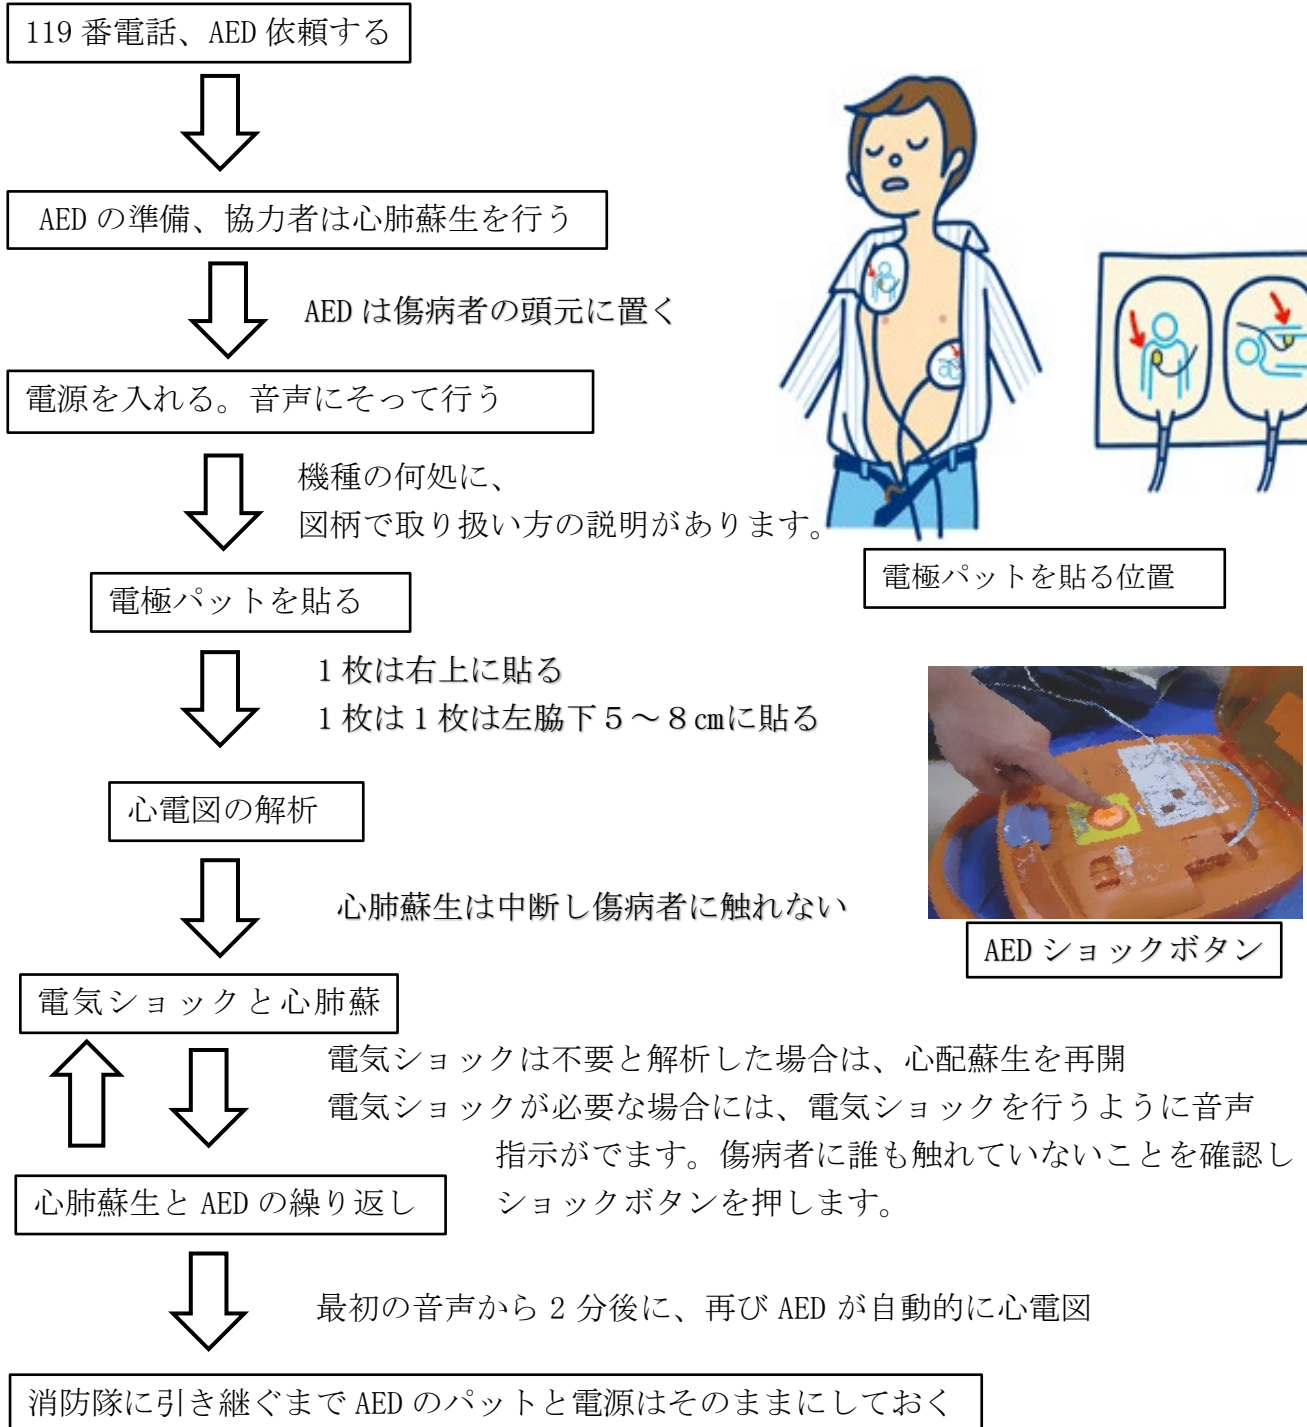 119番電話、AED依頼する
AEDの準備、協力者は心肺蘇生を行う
AEDは傷病者の頭元に置く
電源を入れる。音声にそって行う
機種の何処に、
図柄で取り扱い方の説明があります。
電極パットを貼る位置
電極パットを貼る
1枚は右上に貼る
1枚は1枚は左脇下5～8㎝に貼る
心電図の解析
心肺蘇生は中断し傷病者に触れない
AEDショックボタン
電気ショックと心肺蘇
電気ショックは不要と解析した場合は、心配蘇生を再開
電気ショックが必要な場合には、電気ショックを行うように音声
指示がでます。傷病者に誰も触れていないことを確認し
ショックボタンを押します。
心肺蘇生とAEDの繰り返し
最初の音声から2分後に、再びAEDが自動的に心電図
消防隊に引き継ぐまでAEDのパットと電源はそのままにしておく